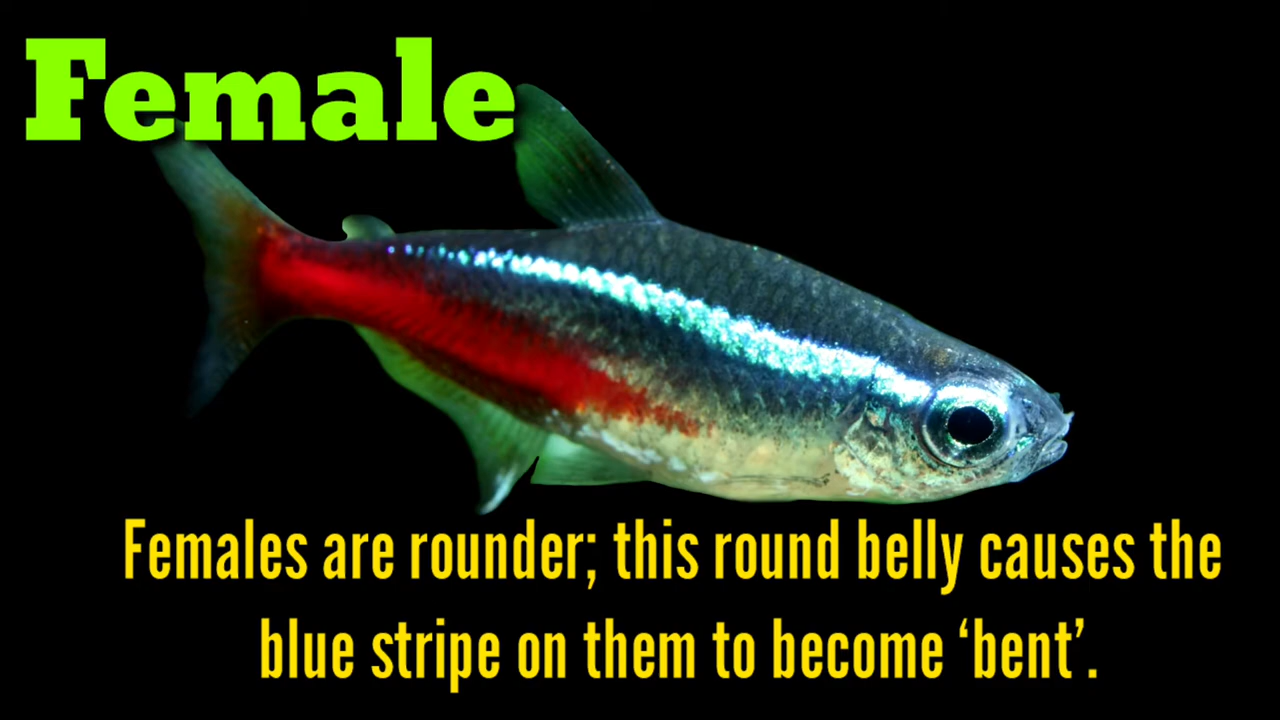 Female
Females are rounder; this round belly causes the
blue stripe on them to become ‘bent’.